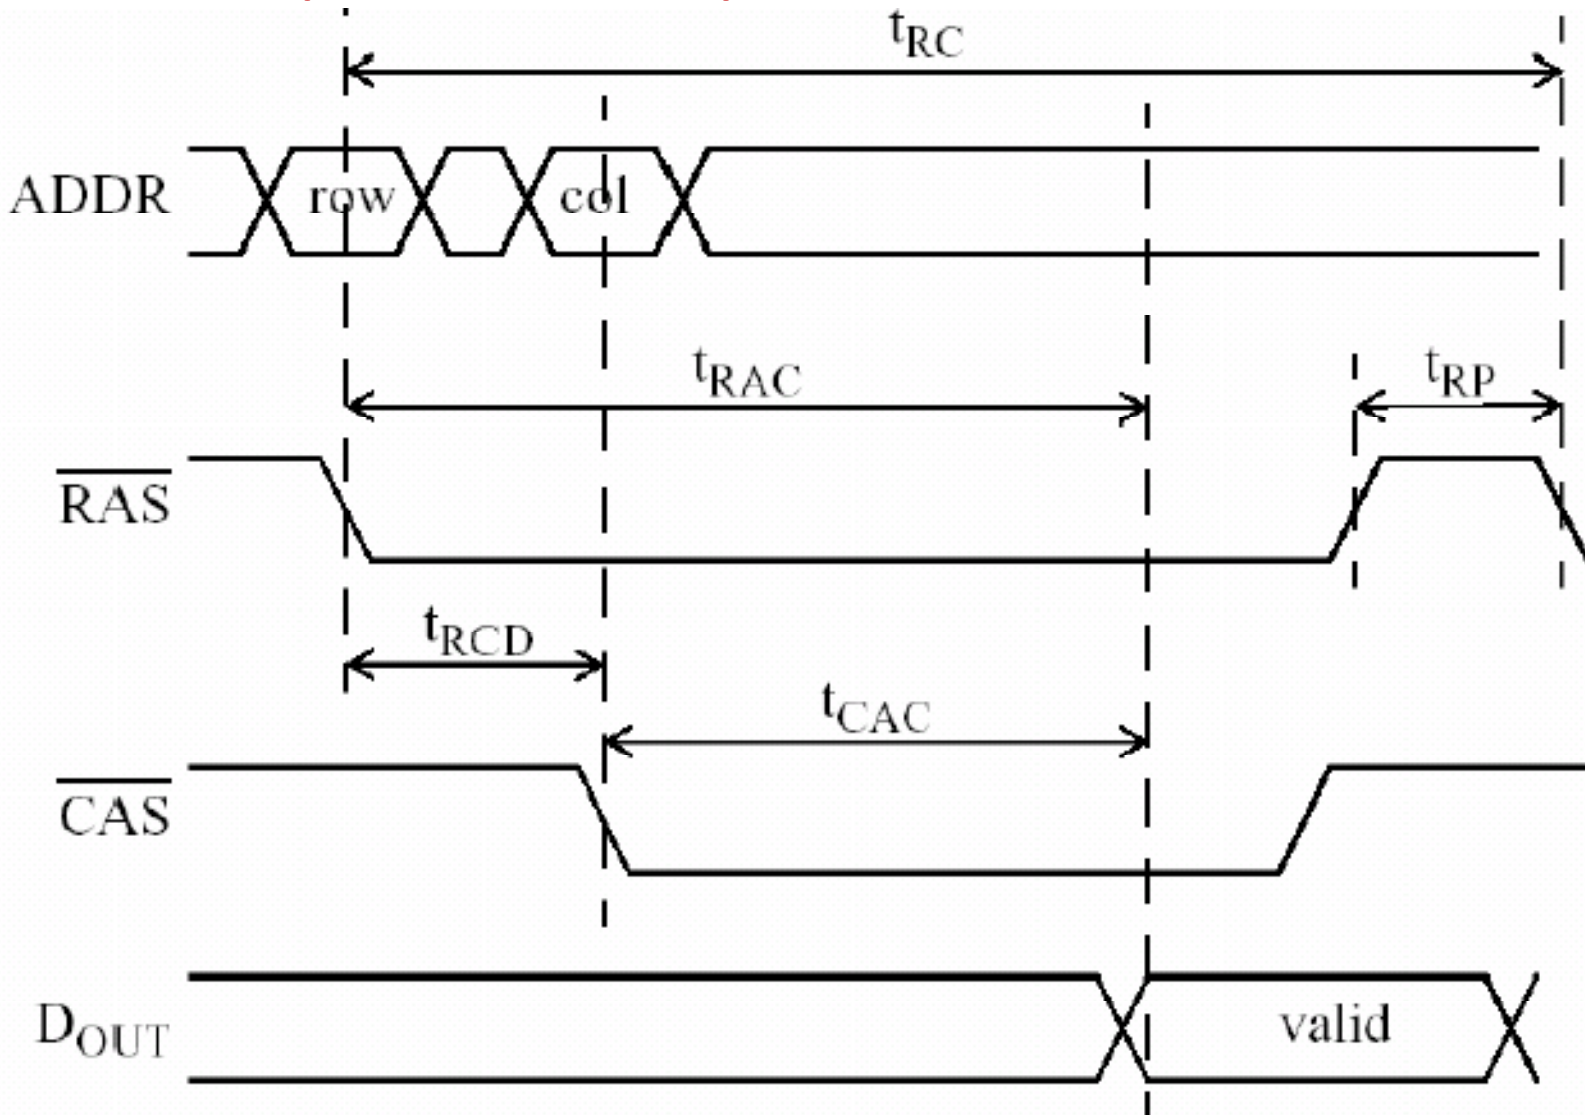 tRC
ADDR
row
col
tRAC
tRP
RAS
tRCD
tCAC
CAS
DOUT
valid